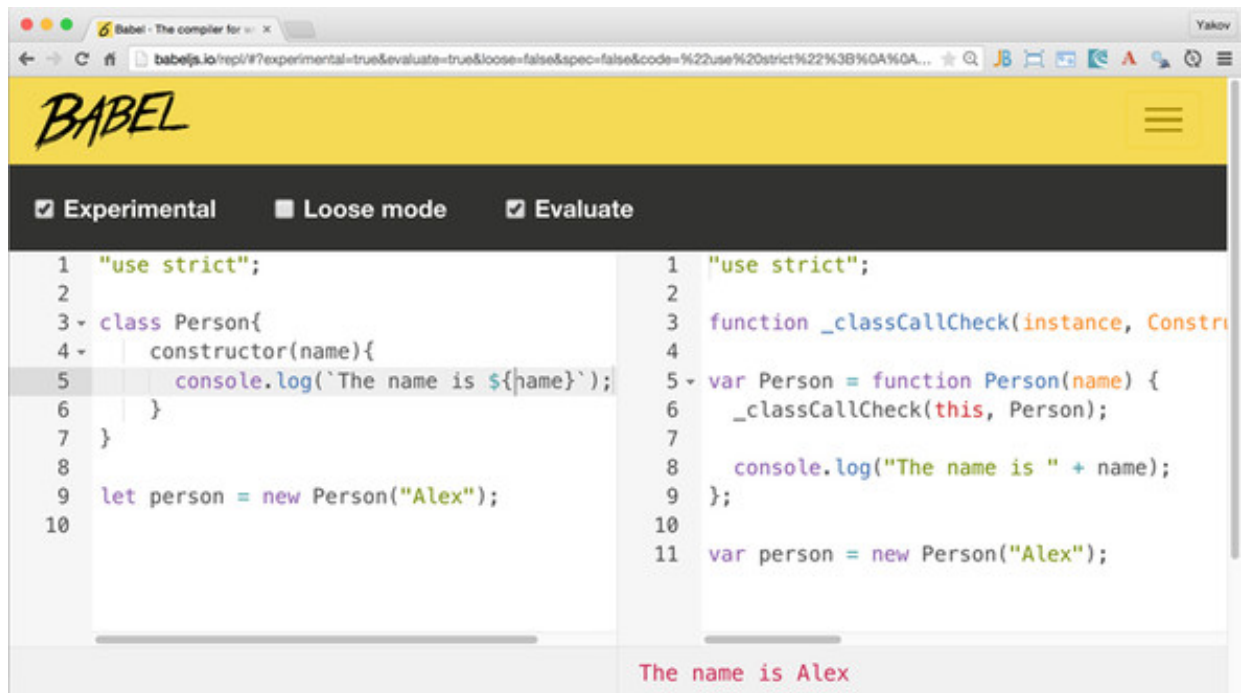 6 Babel - The compiler for wr ×
Yakov
babeljs.io/repl/#?experimental=true&evaluate=true&loose=false&spec=false&code=%22use%20strict%22%3B%0A%0A...
JB A
BABEL
Experimental Loose mode Evaluate
1 "use strict";
2
3 class Person{
4 constructor(name){
5 console.log(`The name is ${name}`);
6 }
7 }
8
9 let person = new Person("Alex");
10
1 "use strict";
2
3 function _classCallCheck(instance, Constru
4
5 var Person = function Person(name) {
6 _classCallCheck(this, Person);
7
8 console.log("The name is " + name);
9 };
10
11 var person = new Person("Alex");
The name is Alex